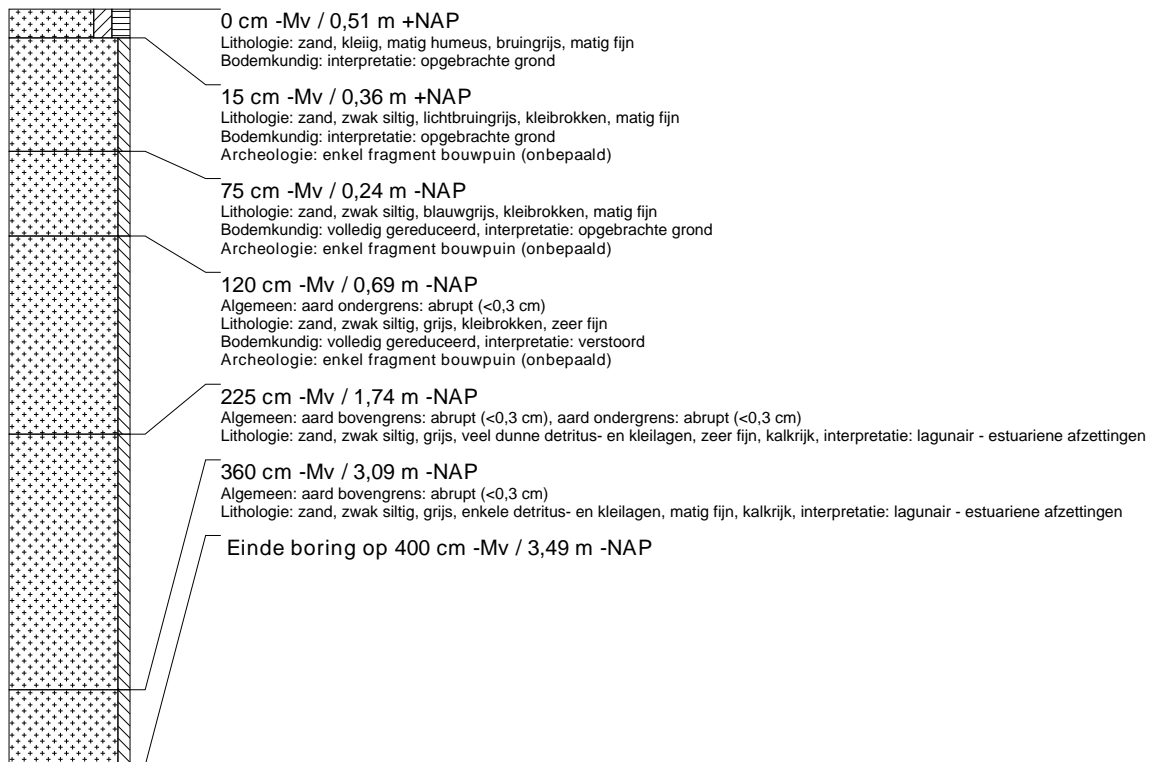 0 cm -Mv / 0,51 m +NAP
Lithologie: zand, kleiig, matig humeus, bruingrijs, matig fijn
Bodemkundig: interpretatie: opgebrachte grond
15 cm -Mv / 0,36 m +NAP
Lithologie: zand, zwak siltig, lichtbruingrijs, kleibrokken, matig fijn
Bodemkundig: interpretatie: opgebrachte grond
Archeologie: enkel fragment bouwpuin (onbepaald)
75 cm -Mv / 0,24 m -NAP
Lithologie: zand, zwak siltig, blauwgrijs, kleibrokken, matig fijn
Bodemkundig: volledig gereduceerd, interpretatie: opgebrachte grond
Archeologie: enkel fragment bouwpuin (onbepaald)
120 cm -Mv / 0,69 m -NAP
Algemeen: aard ondergrens: abrupt (<0,3 cm)
Lithologie: zand, zwak siltig, grijs, kleibrokken, zeer fijn
Bodemkundig: volledig gereduceerd, interpretatie: verstoord
Archeologie: enkel fragment bouwpuin (onbepaald)
225 cm -Mv / 1,74 m -NAP
Algemeen: aard bovengrens: abrupt (<0,3 cm), aard ondergrens: abrupt (<0,3 cm)
Lithologie: zand, zwak siltig, grijs, veel dunne detritus- en kleilagen, zeer fijn, kalkrijk, interpretatie: lagunair - estuariene afzettingen
360 cm -Mv / 3,09 m -NAP
Algemeen: aard bovengrens: abrupt (<0,3 cm)
Lithologie: zand, zwak siltig, grijs, enkele detritus- en kleilagen, matig fijn, kalkrijk, interpretatie: lagunair - estuariene afzettingen
Einde boring op 400 cm -Mv / 3,49 m -NAP